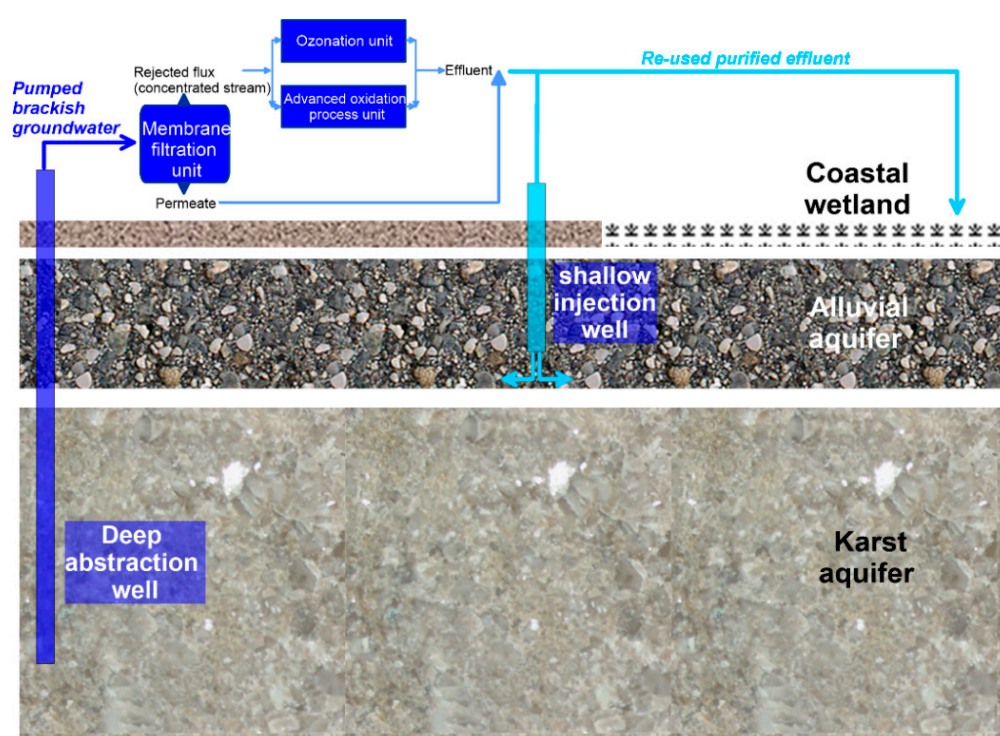 Ozonation unit
Re-used purified effluent
Rejected flux
(concentrated stream)
Effluent
Pumped
brackish
groundwater
Advanced oxidation
process unit
Membrane
filtration
unit
Permeate
Coastal
wetland
shallow
injection
well
Alluvial
aquifer
Deep
abstraction
well
Karst
aquifer